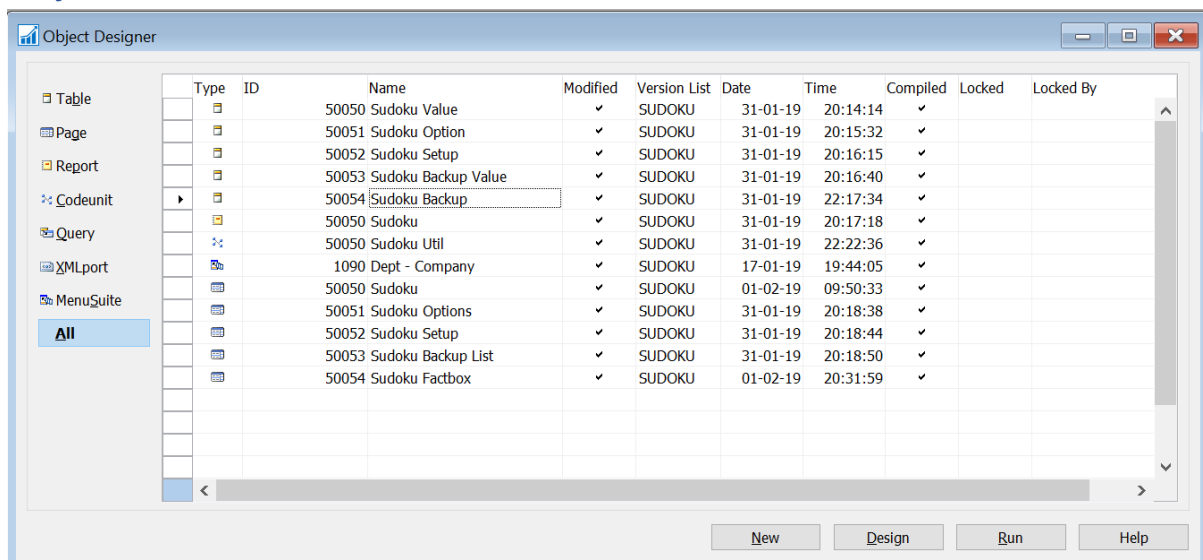 Object Designer
Type ID Name Modified Version List Date Time Compiled Locked Locked By
Table
Page
Report
Codeunit
Query
XMLport
MenuSuite
All
50050 Sudoku Value SUDOKU 31-01-19 20:14:14
50051 Sudoku Option SUDOKU 31-01-19 20:15:32
50052 Sudoku Setup SUDOKU 31-01-19 20:16:15
50053 Sudoku Backup Value SUDOKU 31-01-19 20:16:40
50054 Sudoku Backup SUDOKU 31-01-19 22:17:34
50050 Sudoku SUDOKU 31-01-19 20:17:18
50050 Sudoku Util SUDOKU 31-01-19 22:22:36
1090 Dept - Company SUDOKU 17-01-19 19:44:05
50050 Sudoku SUDOKU 01-02-19 09:50:33
50051 Sudoku Options SUDOKU 31-01-19 20:18:38
50052 Sudoku Setup SUDOKU 31-01-19 20:18:44
50053 Sudoku Backup List SUDOKU 31-01-19 20:18:50
50054 Sudoku Factbox SUDOKU 01-02-19 20:31:59
New Design Run Help